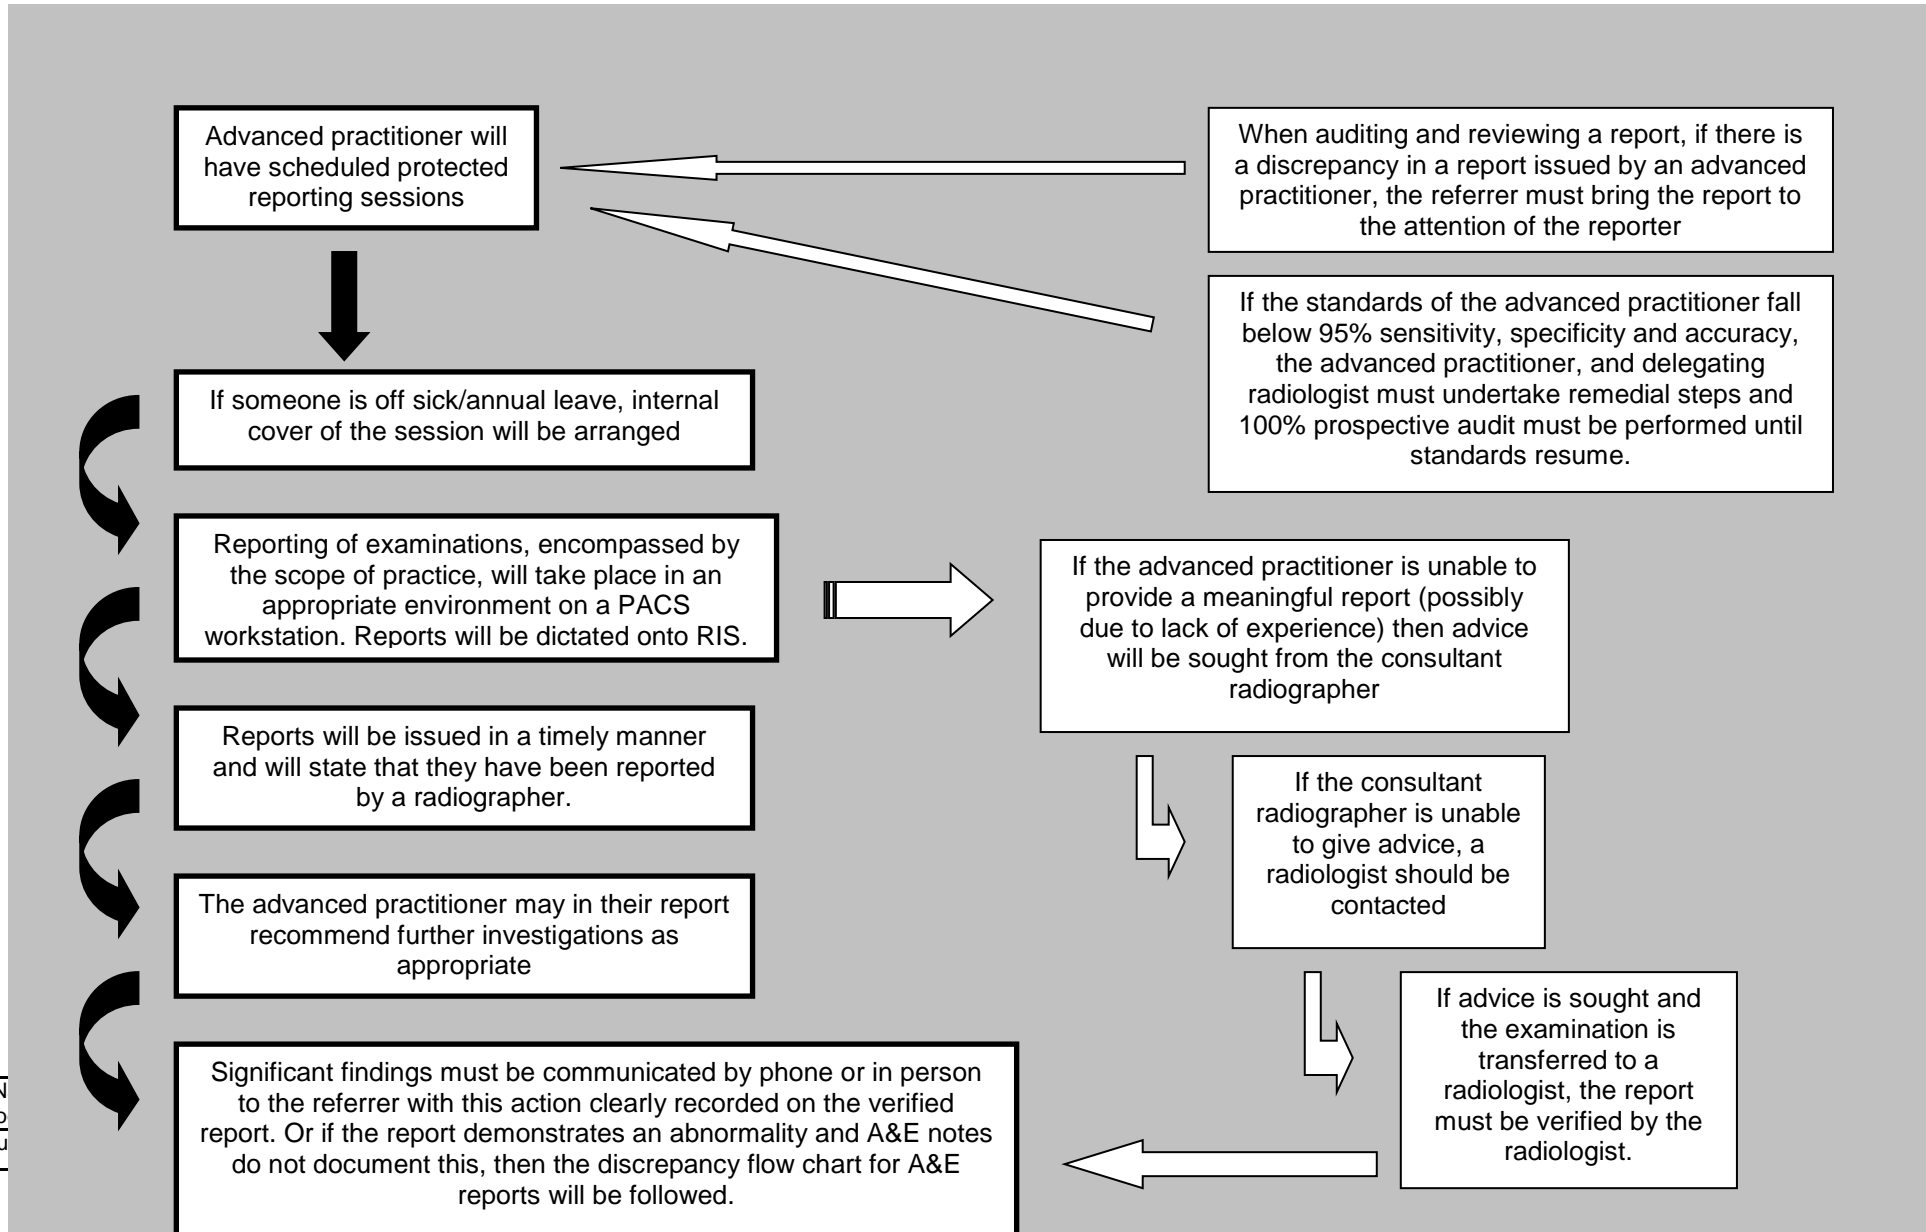 Advanced practitioner will
have scheduled protected
reporting sessions
When auditing and reviewing a report, if there is
a discrepancy in a report issued by an advanced
practitioner, the referrer must bring the report to
the attention of the reporter
If the standards of the advanced practitioner fall
below 95% sensitivity, specificity and accuracy,
the advanced practitioner, and delegating
radiologist must undertake remedial steps and
100% prospective audit must be performed until
standards resume.
If someone is off sick/annual leave, internal
cover of the session will be arranged
Reporting of examinations, encompassed by
the scope of practice, will take place in an
appropriate environment on a PACS
workstation. Reports will be dictated onto RIS.
If the advanced practitioner is unable to
provide a meaningful report (possibly
due to lack of experience) then advice
will be sought from the consultant
radiographer
Reports will be issued in a timely manner
and will state that they have been reported
by a radiographer.
If the consultant
radiographer is unable
to give advice, a
radiologist should be
contacted
The advanced practitioner may in their report
recommend further investigations as
appropriate
If advice is sought and
the examination is
transferred to a
radiologist, the report
must be verified by the
radiologist.
Significant findings must be communicated by phone or in person
to the referrer with this action clearly recorded on the verified
report. Or if the report demonstrates an abnormality and A&E notes
do not document this, then the discrepancy flow chart for A&E
reports will be followed.